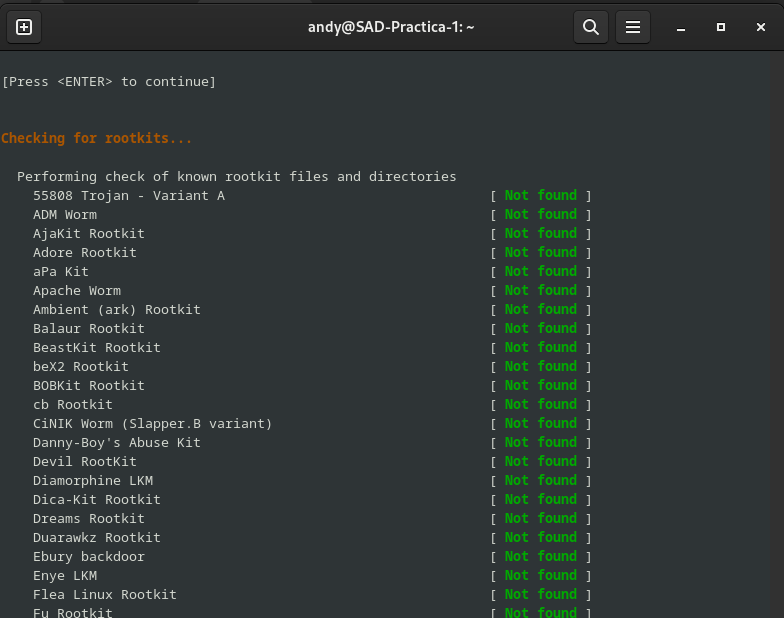 andy@SAD-Practica-1: ~
[Press <ENTER> to continue]
Checking for rootkits...
Performing check of known rootkit files and directories
55808 Trojan - Variant A [ Not found ]
ADM Worm [ Not found ]
AjaKit Rootkit [ Not found ]
Adore Rootkit [ Not found ]
aPa Kit [ Not found ]
Apache Worm [ Not found ]
Ambient (ark) Rootkit [ Not found ]
Balaur Rootkit [ Not found ]
BeastKit Rootkit [ Not found ]
beX2 Rootkit [ Not found ]
BOBKit Rootkit [ Not found ]
cb Rootkit [ Not found ]
CiNIK Worm (Slapper.B variant) [ Not found ]
Danny-Boy's Abuse Kit [ Not found ]
Devil RootKit [ Not found ]
Diamorphine LKM [ Not found ]
Dica-Kit Rootkit [ Not found ]
Dreams Rootkit [ Not found ]
Duarawkz Rootkit [ Not found ]
Ebury backdoor [ Not found ]
Enye LKM [ Not found ]
Flea Linux Rootkit [ Not found ]
Fu Rootkit [ Not found ]